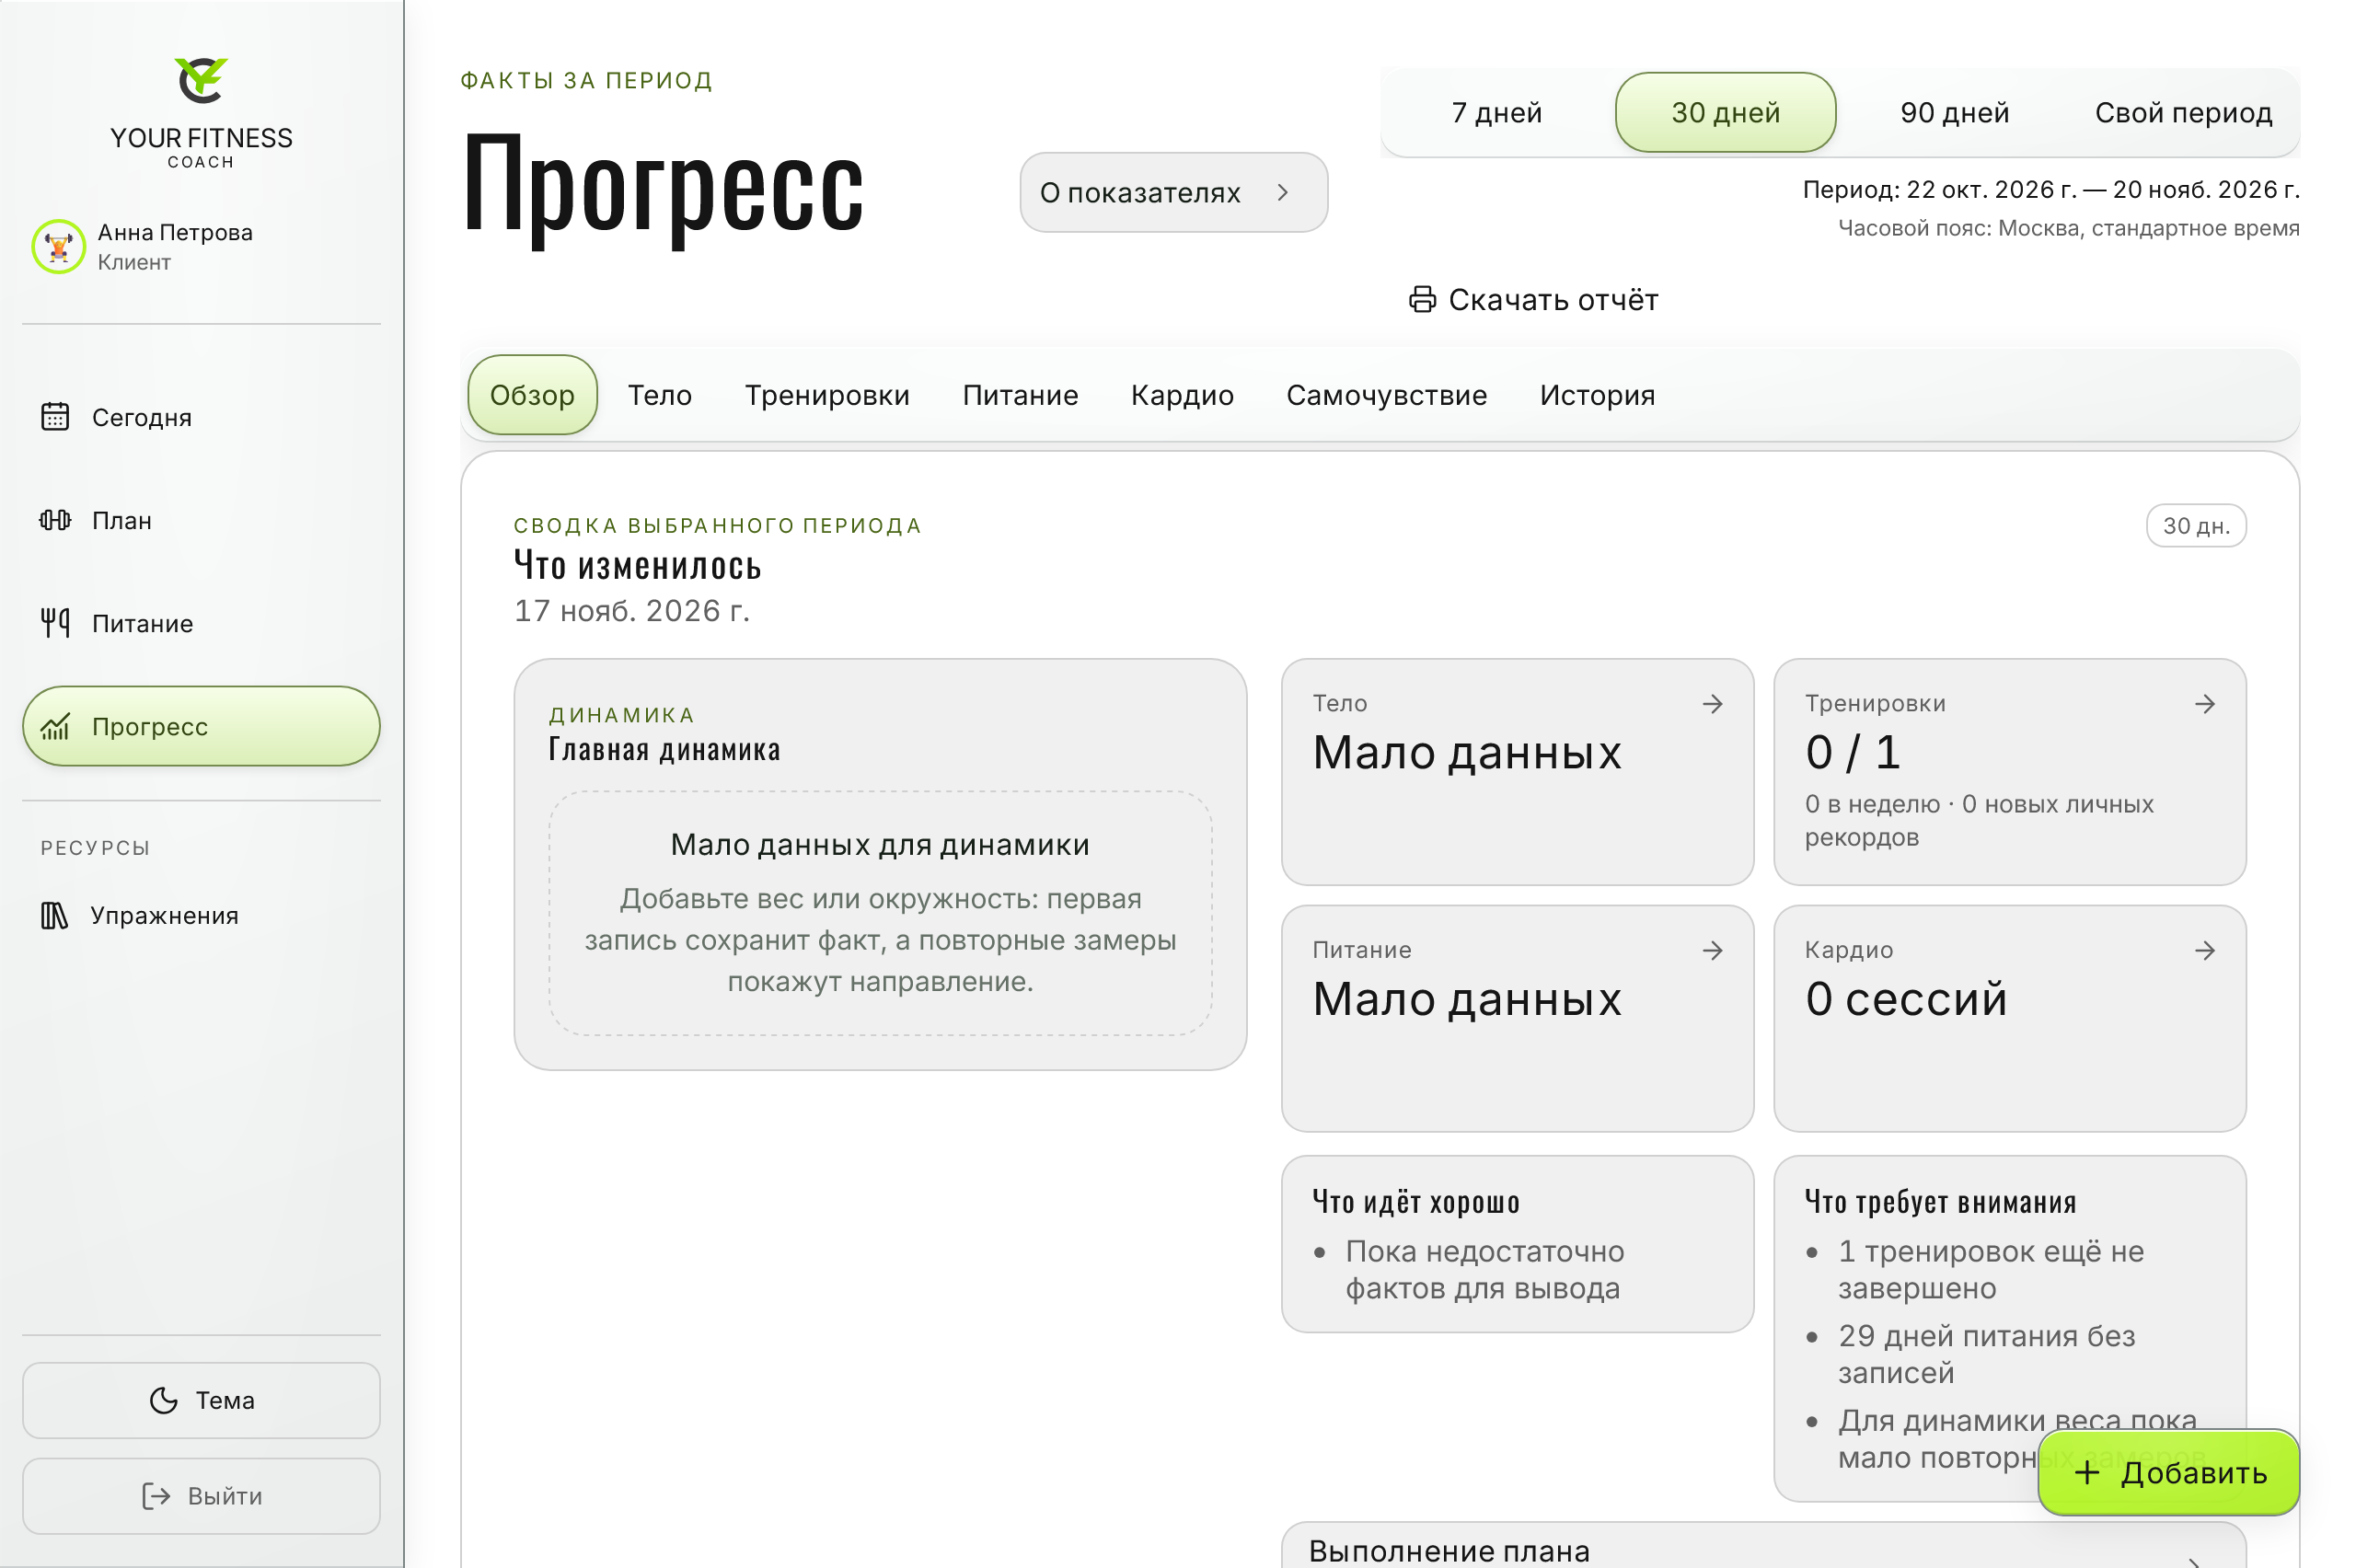 YOUR FITNESS
COACH
Анна Петрова
Клиент
Сегодня
План
Питание
Прогресс
РЕСУРСЫ
Упражнения
Тема
Выйти
ФАКТЫ ЗА ПЕРИОД
Прогресс
О показателях
7 дней
30 дней
90 дней
Свой период
Период: 22 окт. 2026 г. — 20 нояб. 2026 г.
Часовой пояс: Москва, стандартное время
Скачать отчёт
Обзор
Тело
Тренировки
Питание
Кардио
Самочувствие
История
СВОДКА ВЫБРАННОГО ПЕРИОДА
Что изменилось
17 нояб. 2026 г.
30 дн.
ДИНАМИКА
Главная динамика
Мало данных для динамики
Добавьте вес или окружность: первая
запись сохранит факт, а повторные замеры
покажут направление.
Тело
Мало данных
Тренировки
0 / 1
0 в неделю · 0 новых личных
рекордов
Питание
Мало данных
Кардио
0 сессий
Что идёт хорошо
Пока недостаточно
фактов для вывода
Что требует внимания
1 тренировок ещё не
завершено
29 дней питания без
записей
Для динамики веса пока
мало повторных замеров
Добавить
Выполнение плана